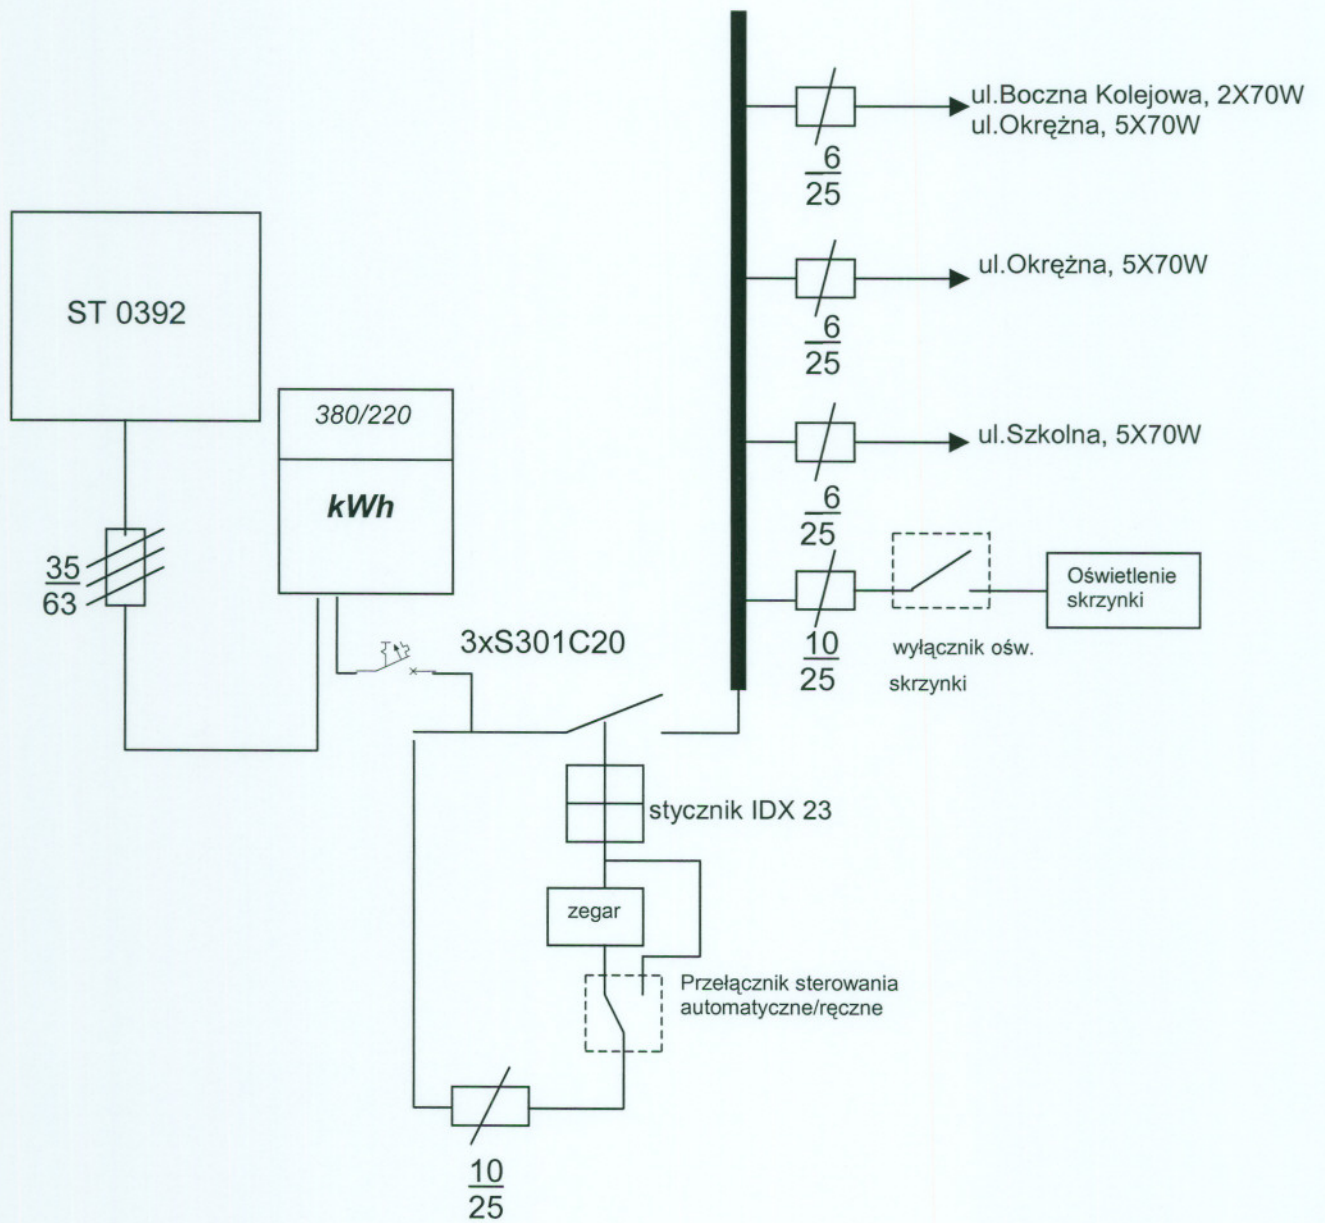 ul.Boczna Kolejowa, 2X70W
ul.Okrężna, 5X70W
6
25
ul.Okrężna, 5X70W
6
25
ST 0392
380/220
kWh
35
63
ul.Szkolna, 5X70W
6
25
Oświetlenie
skrzynki
10
25
wyłącznik ośw.
skrzynki
3xS301C20
stycznik IDX 23
zegar
Przełącznik sterowania
automatyczne/ręczne
10
25